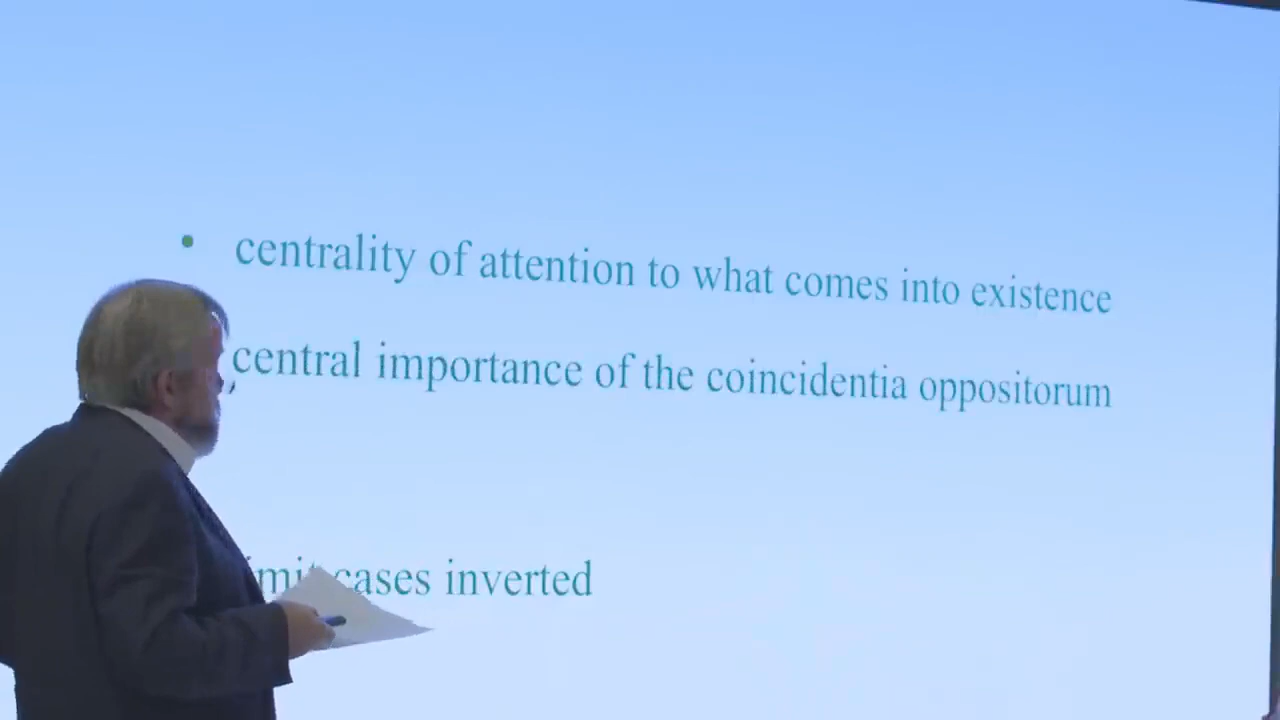 • centrality of attention to what comes into existence
central importance of the coincidentia oppositorum
cases inverted